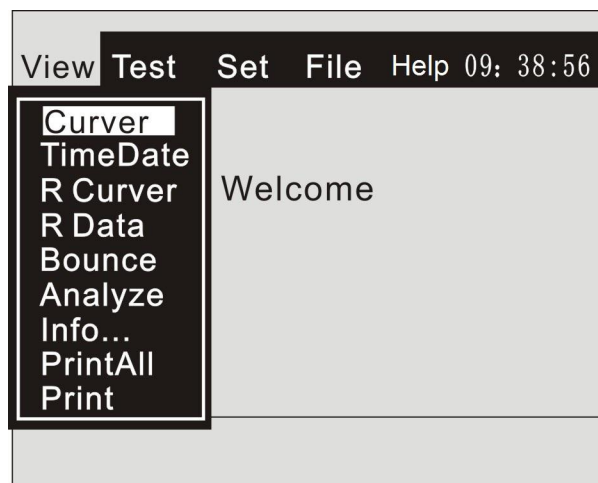 View Test Set File Help 09: 38:56
Curver
TimeDate
R Curver
Welcome
R Data
Bounce
Analyze
Info...
PrintAll
Print